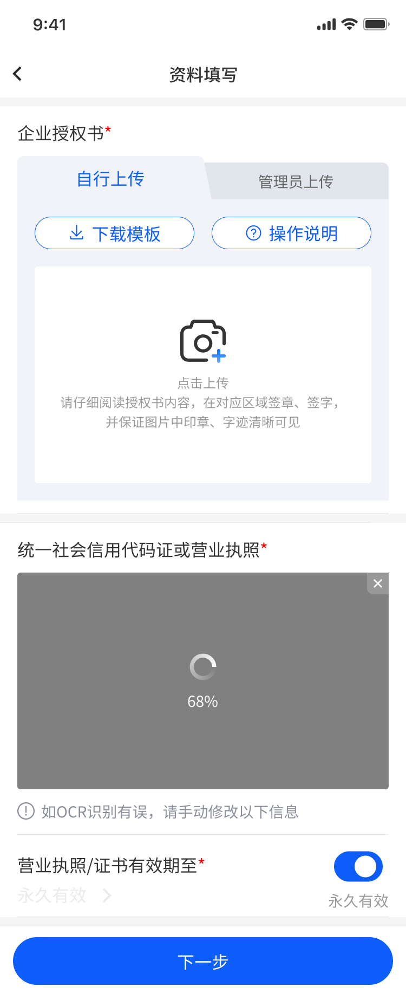 9:41
资料填写
企业授权书*
自行上传
管理员上传
下载模板
操作说明
点击上传
请仔细阅读授权书内容，在对应区域签章、签字，
并保证图片中印章、字迹清晰可见
统一社会信用代码证或营业执照*
68%
如OCR识别有误，请手动修改以下信息
营业执照/证书有效期至*
永久有效
永久有效
下一步